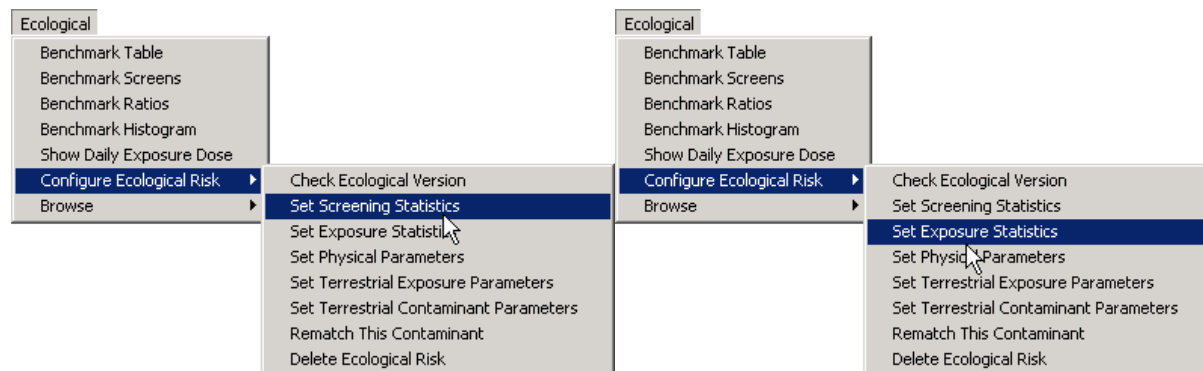 Ecological
Benchmark Table
Benchmark Screens
Benchmark Ratios
Benchmark Histogram
Show Daily Exposure Dose
Configure Ecological Risk
Browse
Check Ecological Version
Set Screening Statistics
Set Exposure Statistics
Set Physical Parameters
Set Terrestrial Exposure Parameters
Set Terrestrial Contaminant Parameters
Rematch This Contaminant
Delete Ecological Risk
Ecological
Benchmark Table
Benchmark Screens
Benchmark Ratios
Benchmark Histogram
Show Daily Exposure Dose
Configure Ecological Risk
Browse
Check Ecological Version
Set Screening Statistics
Set Exposure Statistics
Set Physical Parameters
Set Terrestrial Exposure Parameters
Set Terrestrial Contaminant Parameters
Rematch This Contaminant
Delete Ecological Risk